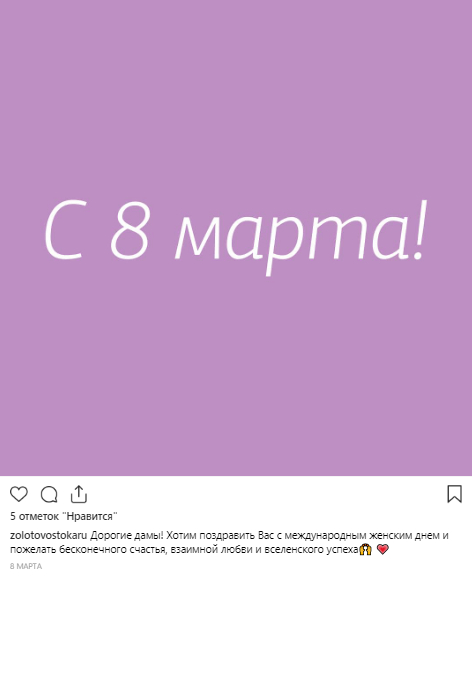 С 8 марта!
5 отметок "Нравится"
zolotovostokaru Дорогие дамы! Хотим поздравить Вас с международным женским днем и
пожелать бесконечного счастья, взаимной любви и вселенского успеха🙌 💗
8 МАРТА